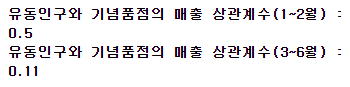 유동인구와 기념품점의 매출 상관계수(1~2월) :
0.5
유동인구와 기념품점의 매출 상관계수(3~6월) :
0.11